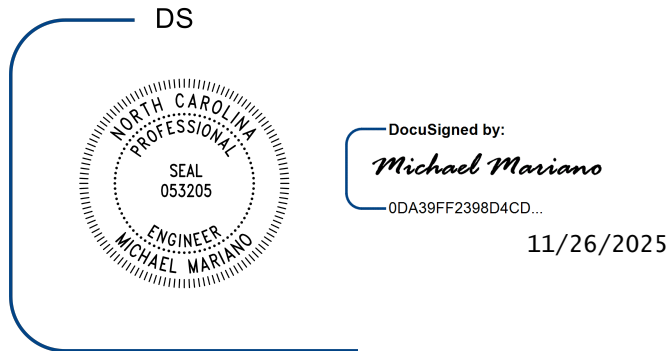 DS
NORTH CAROLINA
PROFESSIONAL
SEAL
053205
ENGINEER
MICHAEL MARIANO
DocuSigned by:
Michael Mariano
0DA39FF2398D4CD...
11/26/2025